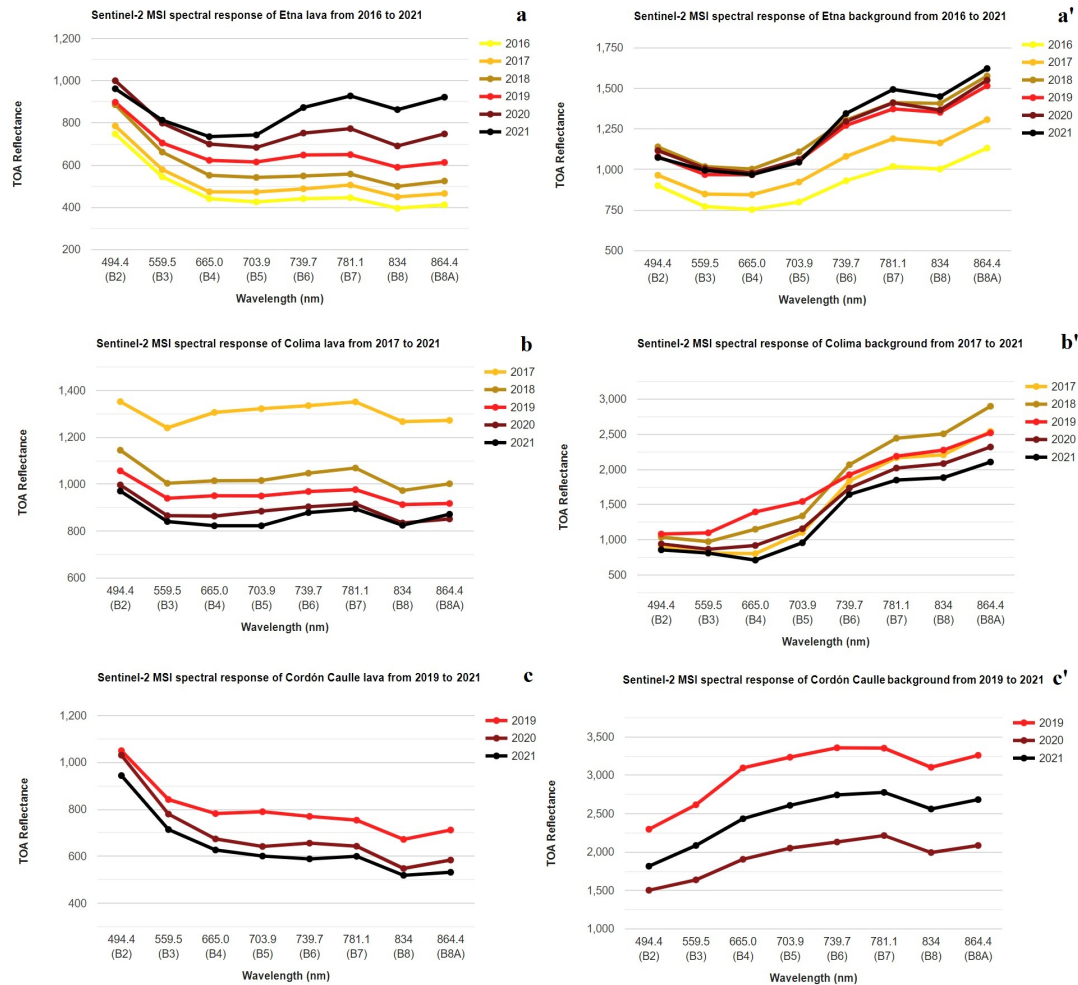 Sentinel-2 MSI spectral response of Etna lava from 2016 to 2021
a
1,200
1,000
800
600
400
200
TOA Reflectance
2016
2017
2018
2019
2020
2021
494.4 559.5 665.0 703.9 739.7 781.1 834 864.4
(B2) (B3) (B4) (B5) (B6) (B7) (B8) (B8A)
Wavelength (nm)
Sentinel-2 MSI spectral response of Etna background from 2016 to 2021
a'
1,750
1,500
1,250
1,000
750
500
TOA Reflectance
2016
2017
2018
2019
2020
2021
494.4 559.5 665.0 703.9 739.7 781.1 834 864.4
(B2) (B3) (B4) (B5) (B6) (B7) (B8) (B8A)
Wavelength (nm)
Sentinel-2 MSI spectral response of Colima lava from 2017 to 2021
b
1,400
1,200
1,000
800
600
TOA Reflectance
2017
2018
2019
2020
2021
494.4 559.5 665.0 703.9 739.7 781.1 834 864.4
(B2) (B3) (B4) (B5) (B6) (B7) (B8) (B8A)
Wavelength (nm)
Sentinel-2 MSI spectral response of Colima background from 2017 to 2021
b'
3,000
2,500
2,000
1,500
1,000
500
TOA Reflectance
2017
2018
2019
2020
2021
494.4 559.5 665.0 703.9 739.7 781.1 834 864.4
(B2) (B3) (B4) (B5) (B6) (B7) (B8) (B8A)
Wavelength (nm)
Sentinel-2 MSI spectral response of Cordón Caulle lava from 2019 to 2021
c
1,200
1,000
800
600
400
TOA Reflectance
2019
2020
2021
494.4 559.5 665.0 703.9 739.7 781.1 834 864.4
(B2) (B3) (B4) (B5) (B6) (B7) (B8) (B8A)
Wavelength (nm)
Sentinel-2 MSI spectral response of Cordón Caulle background from 2019 to 2021
c'
3,500
3,000
2,500
2,000
1,500
1,000
TOA Reflectance
2019
2020
2021
494.4 559.5 665.0 703.9 739.7 781.1 834 864.4
(B2) (B3) (B4) (B5) (B6) (B7) (B8) (B8A)
Wavelength (nm)